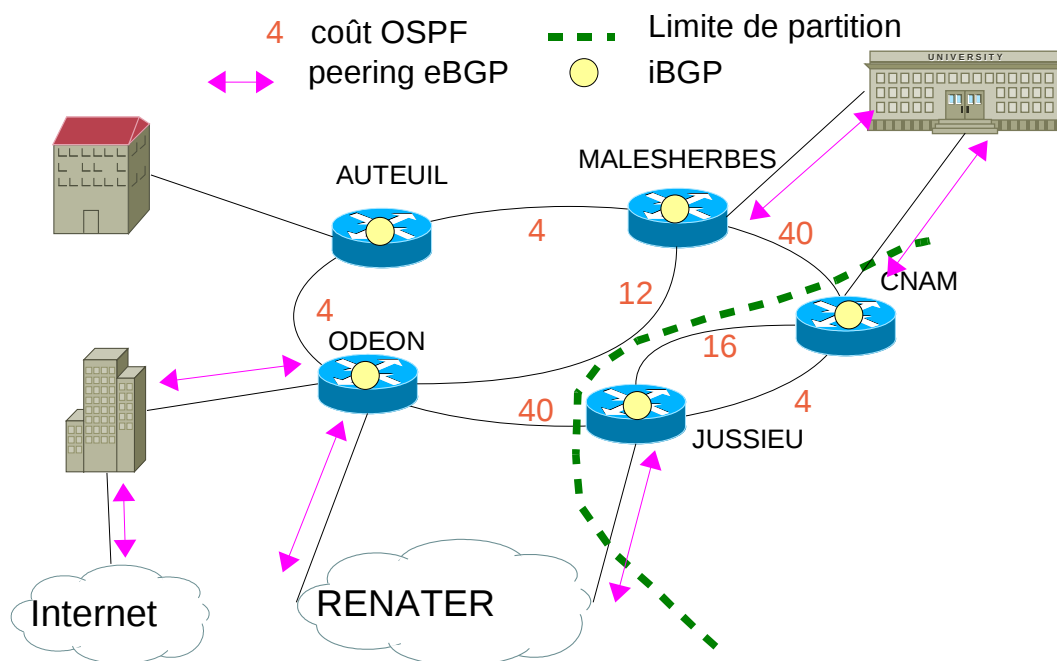 4 coût OSPF
Limite de partition
peering eBGP
iBGP
UNIVERSITY
MALESHERBES
AUTEUIL
4
40
CNAM
12
4
ODEON
16
40
4
JUSSIEU
Internet
RENATER